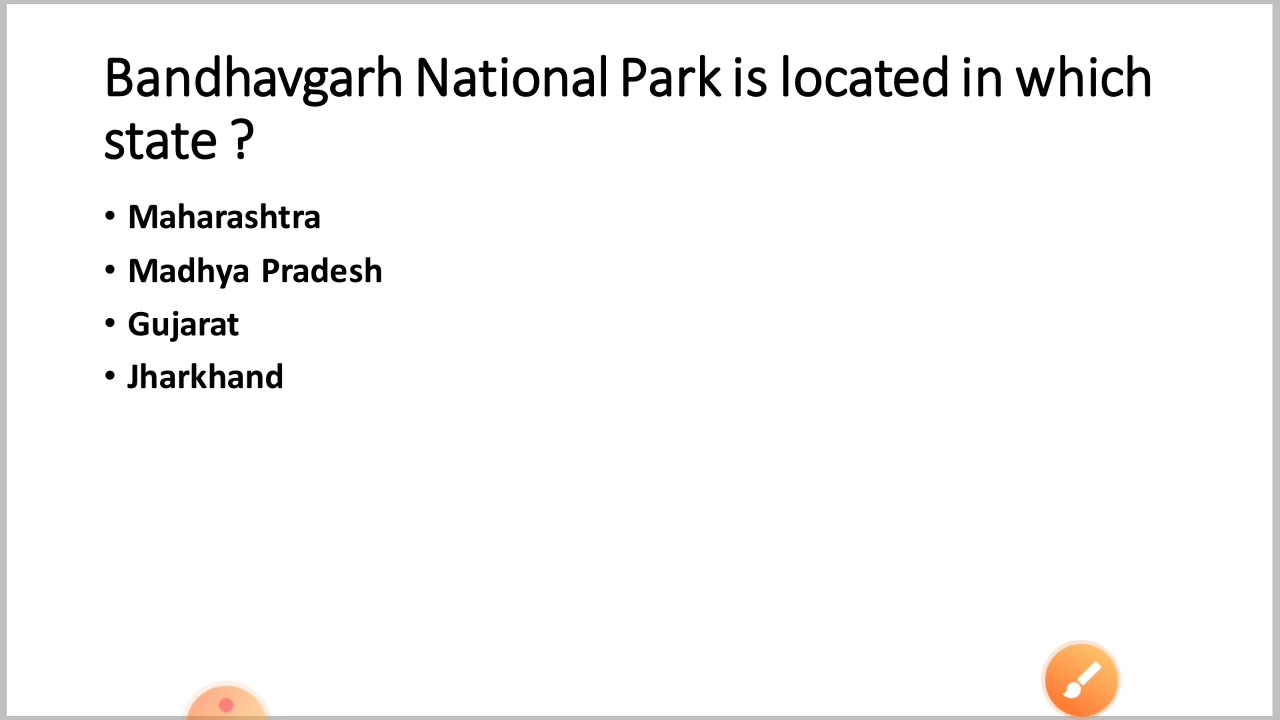 Bandhavgarh National Park is located in which
state ?
• Maharashtra
• Madhya Pradesh
• Gujarat
• Jharkhand